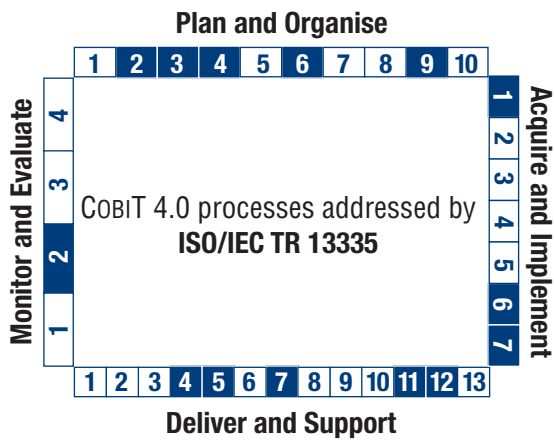 Plan and Organise
1 2 3 4 5 6 7 8 9 10
Monitor and Evaluate
4
3
2
1
COBIT 4.0 processes addressed by
ISO/IEC TR 13335
1
2
3
4
5
6
7
Acquire and Implement
1 2 3 4 5 6 7 8 9 10 11 12 13
Deliver and Support